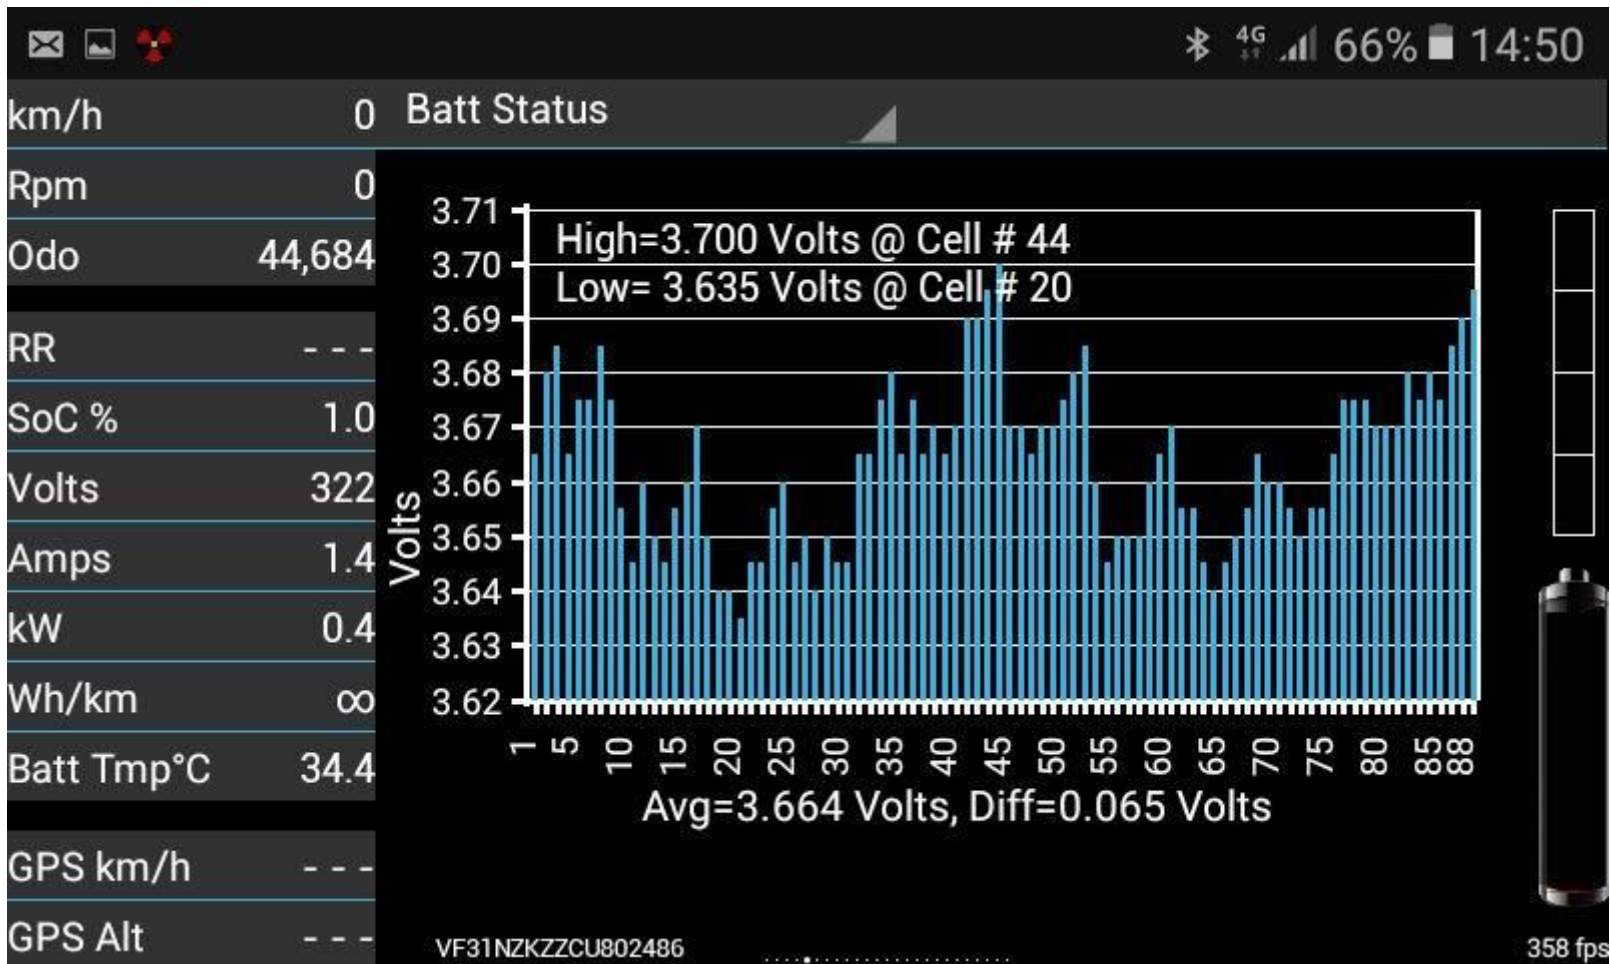 4G 66% 14:50
km/h 0
Rpm 0
Odo 44,684
RR - - -
SoC % 1.0
Volts 322
Amps 1.4
kW 0.4
Wh/km ∞
Batt Tmp°C 34.4
GPS km/h - - -
GPS Alt - - -
Batt Status
High=3.700 Volts @ Cell # 44
Low= 3.635 Volts @ Cell # 20
Volts
3.71
3.70
3.69
3.68
3.67
3.66
3.65
3.64
3.63
3.62
1 5 10 15 20 25 30 35 40 45 50 55 60 65 70 75 80 85 88
Avg=3.664 Volts, Diff=0.065 Volts
VF31NZKZZCU802486
358 fps